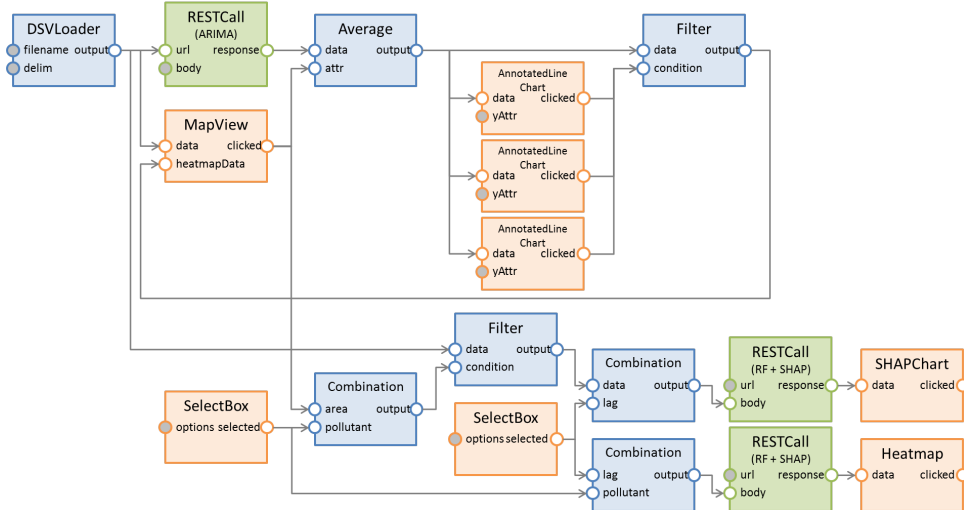 DSVLoader
filename output
delim
RESTCall
(ARIMA)
url response
body
Average
data output
attr
Filter
data output
condition
AnnotatedLine
Chart
data clicked
yAttr
MapView
data clicked
heatmapData
AnnotatedLine
Chart
data clicked
yAttr
AnnotatedLine
Chart
data clicked
yAttr
Filter
data output
condition
Combination
area output
pollutant
SelectBox
options selected
SelectBox
options selected
Combination
data output
lag
RESTCall
(RF + SHAP)
url response
body
SHAPChart
data clicked
Combination
lag output
pollutant
RESTCall
(RF + SHAP)
url response
body
Heatmap
data clicked